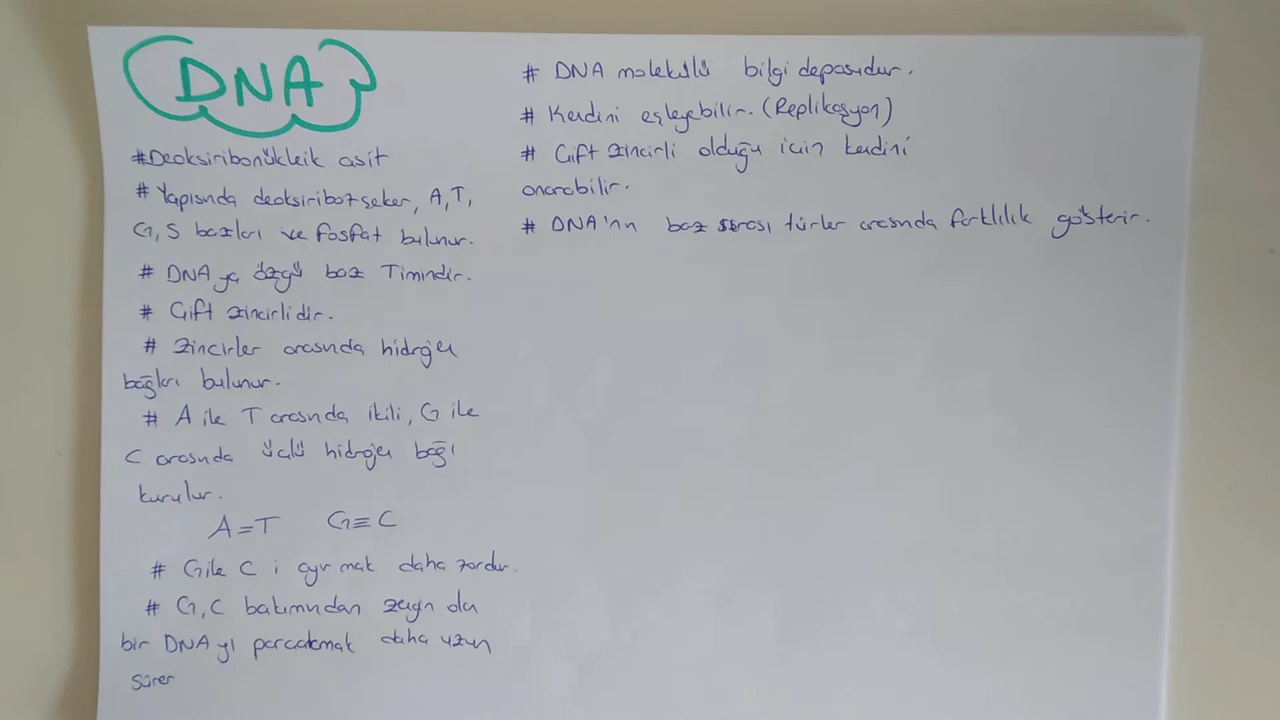 DNA
#Deoksiribonükleik asit
# Yapısında deoksiriboz şeker, A,T,
G,S bazları ve fosfat bulunur.
# DNA ya özgü baz Timindir.
# Çift zincirlidir.
# Zincirler arasında hidrojen
bağları bulunur.
# A ile T arasında ikili, G ile
C arasında üçlü hidrojen bağı
kurulur.
A=T G≡C
# G ile C i ayırmak daha zordur.
# G,C bakımından zengin olan
bir DNA yı parçalamak daha uzun
sürer
# DNA molekülü bilgi deposudur.
# Kendini eşleyebilir. (Replikasyon)
# Çift zincirli olduğu için kendini
onarabilir.
# DNA'nın baz sırası türler arasında farklılık gösterir.